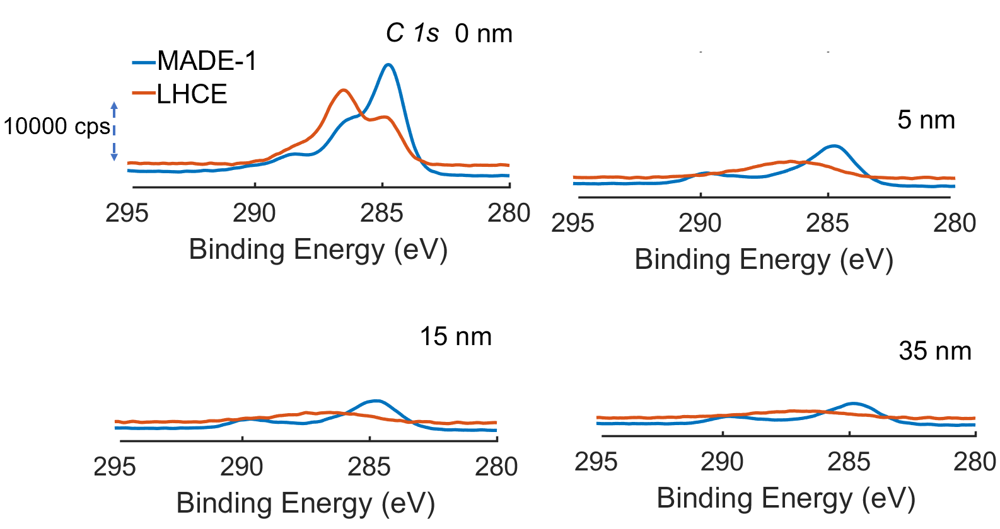 C 1s 0 nm
MADE-1
LHCE
10000 cps
295 290 285 280
Binding Energy (eV)
5 nm
295 290 285 280
Binding Energy (eV)
15 nm
295 290 285 280
Binding Energy (eV)
35 nm
295 290 285 280
Binding Energy (eV)